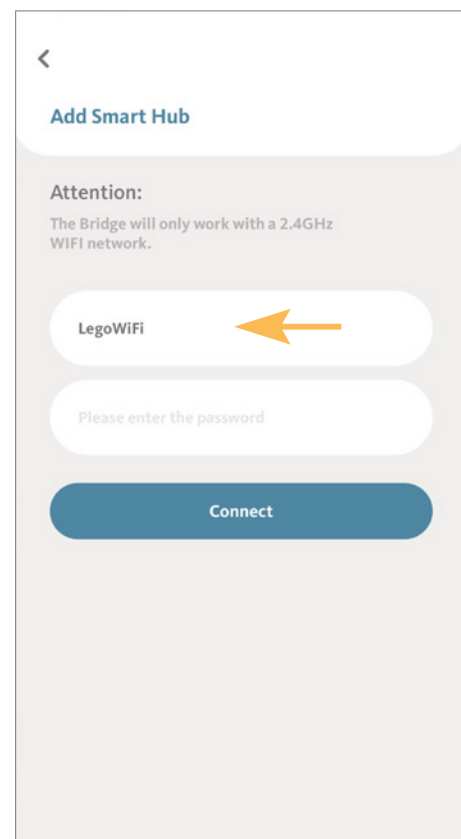 Add Smart Hub
Attention:
The Bridge will only work with a 2.4GHz
WIFI network.
LegoWiFi
Please enter the password
Connect